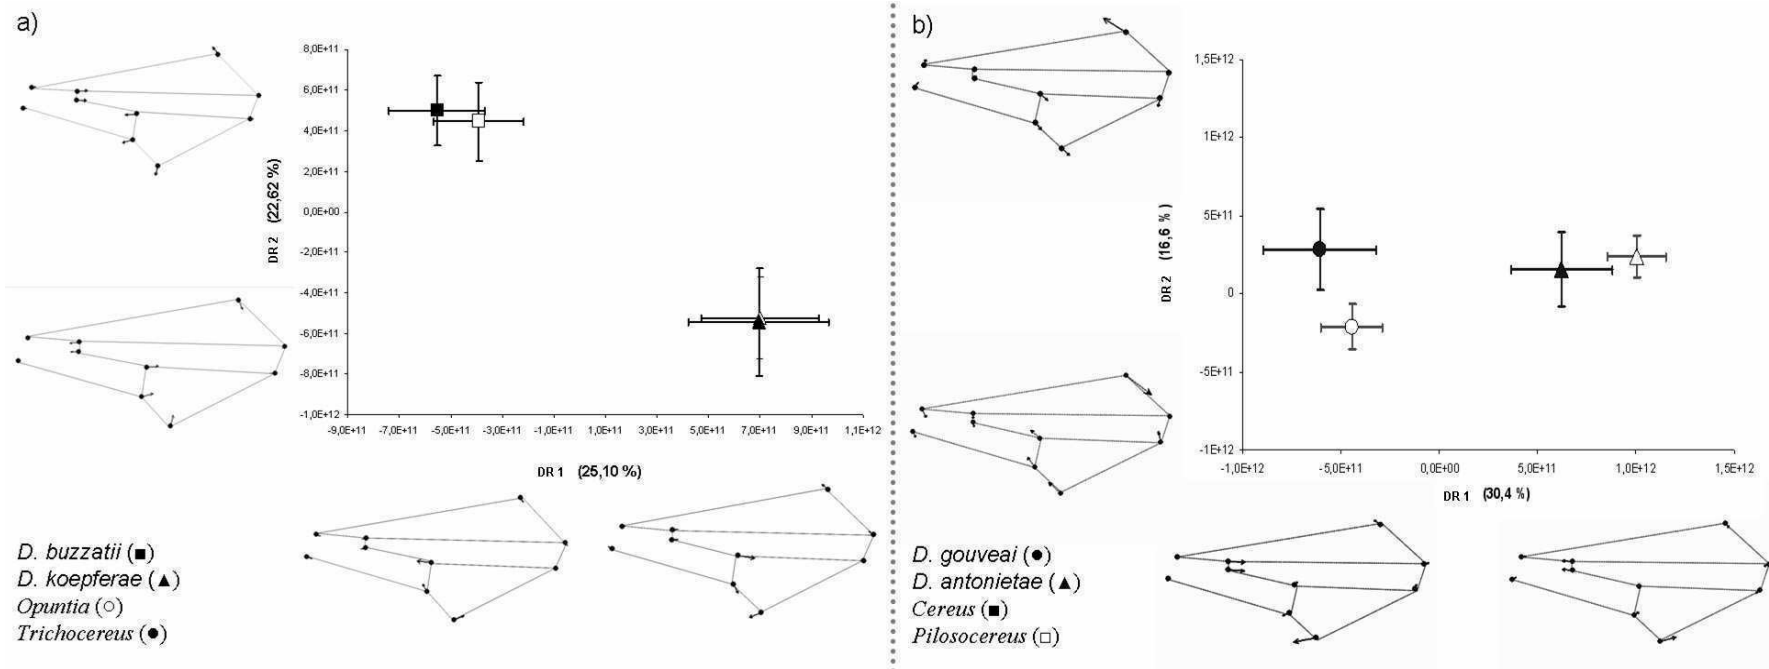 a)
8,0E+11
6,0E+11
4,0E+11
2,0E+11
0,0E+00
-2,0E+11
-4,0E+11
-6,0E+11
-8,0E+11
-1,0E+12
DR 2 (22,62 %)
-9,0E+11 -7,0E+11 -5,0E+11 -3,0E+11 -1,0E+11 1,0E+11 3,0E+11 5,0E+11 7,0E+11 9,0E+11 1,1E+12
DR 1 (25,10 %)
D. buzzatii (■)
D. koepferae (▲)
Opuntia (○)
Trichocereus (●)
b)
1,5E+12
1E+12
5E+11
0
-5E+11
-1E+12
DR 2 (16,6 %)
-1,0E+12 -5,0E+11 0,0E+00 5,0E+11 1,0E+12 1,5E+12
DR 1 (30,4 %)
D. gouveai (●)
D. antonietae (▲)
Cereus (■)
Pilosocereus (□)